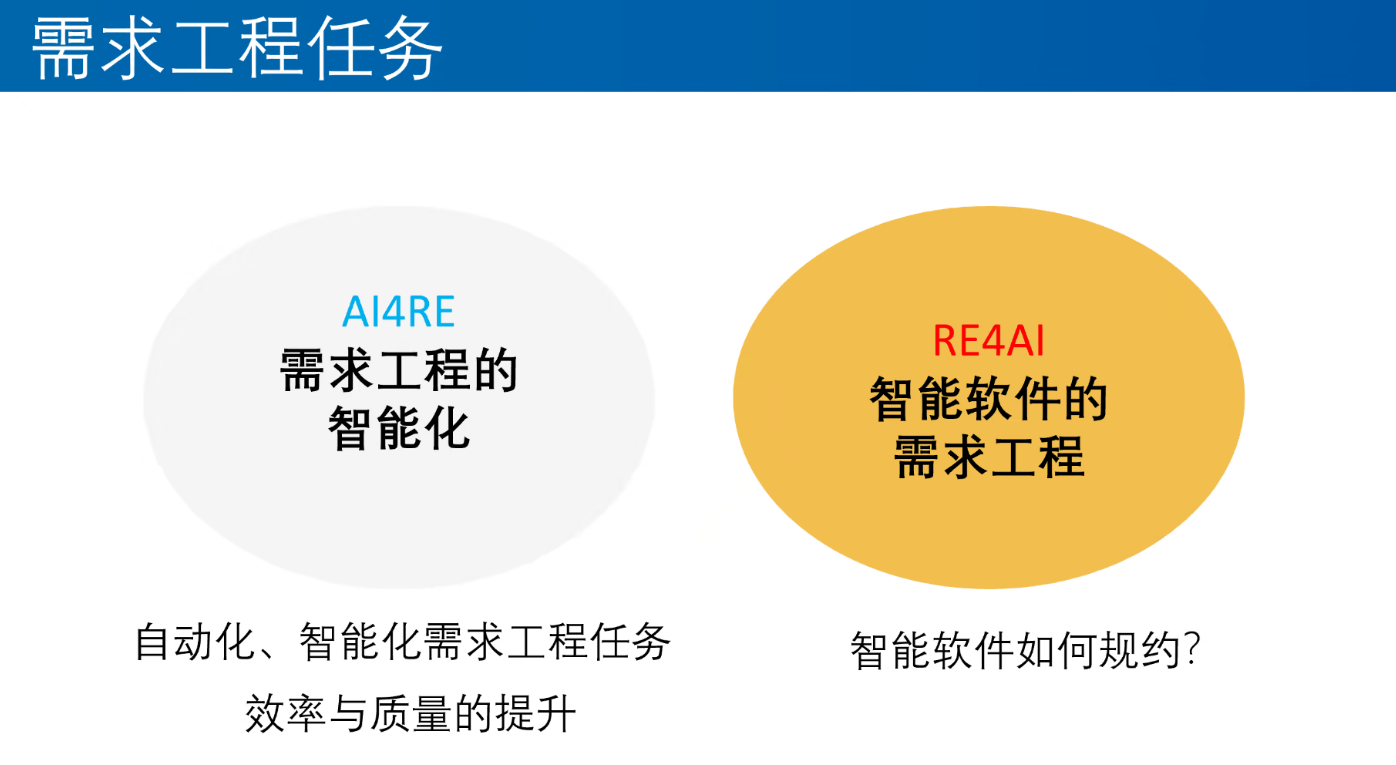 需求工程任务
AI4RE
需求工程的
智能化
RE4AI
智能软件的
需求工程
自动化、智能化需求工程任务
效率与质量的提升
智能软件如何规约？